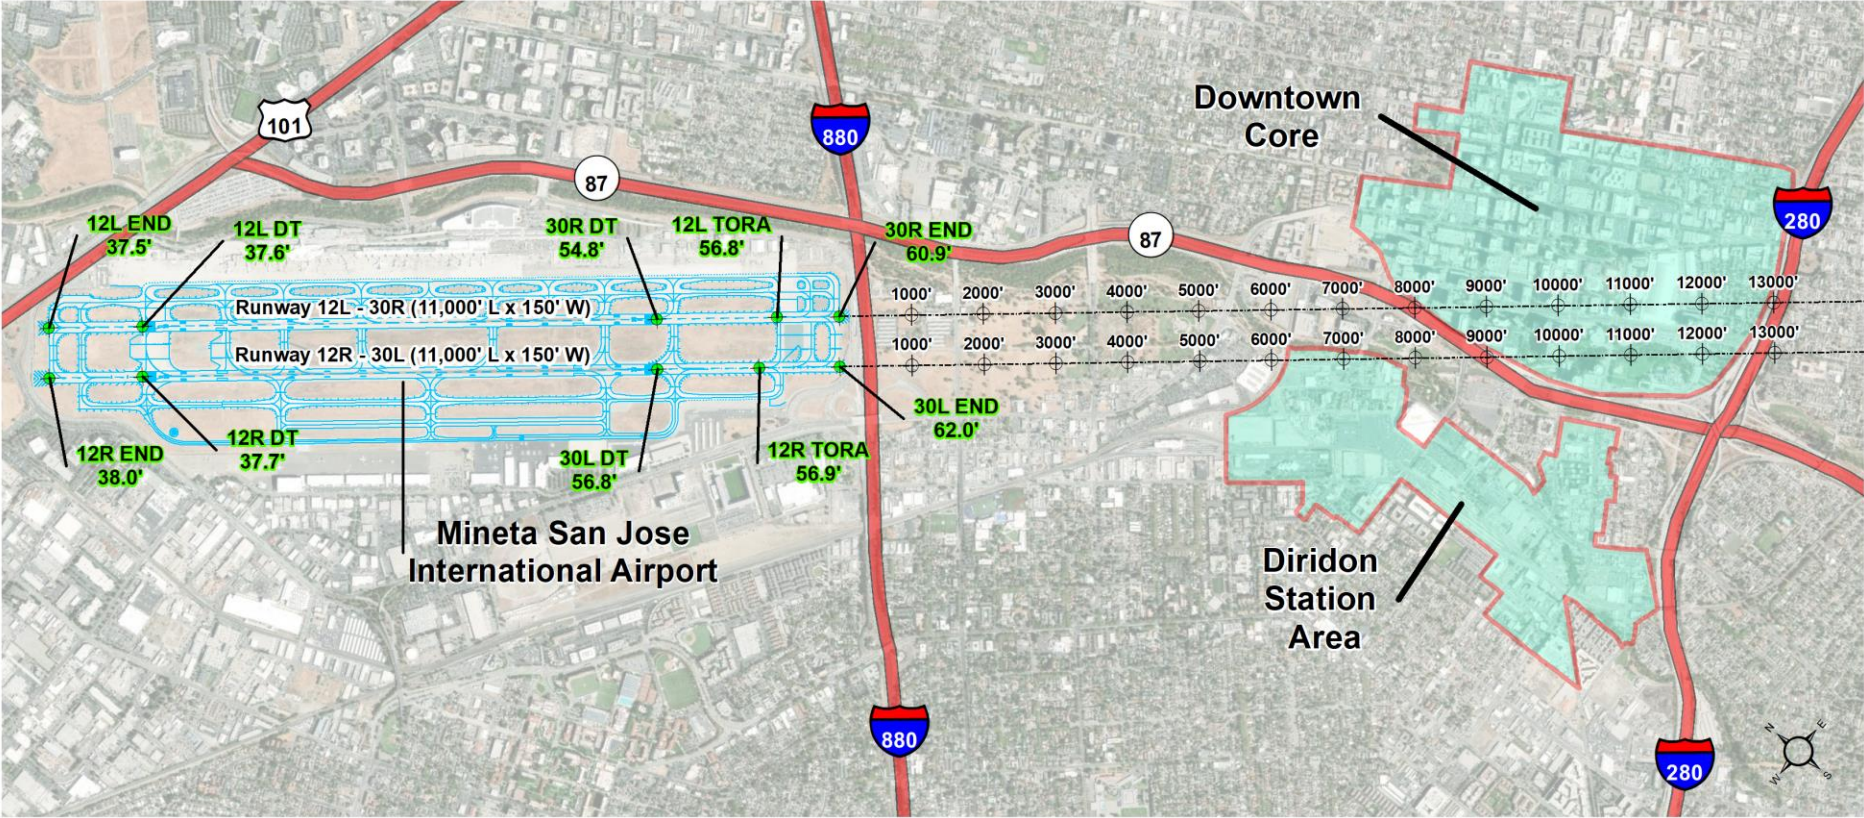 Downtown
Core
101
880
87
280
12L END
37.5'
12L DT
37.6'
30R DT
54.8'
12L TORA
56.8'
30R END
60.9'
87
Runway 12L - 30R (11,000' L x 150' W)
1000' 2000' 3000' 4000' 5000' 6000' 7000' 8000' 9000' 10000' 11000' 12000' 13000'
Runway 12R - 30L (11,000' L x 150' W)
1000' 2000' 3000' 4000' 5000' 6000' 7000' 8000' 9000' 10000' 11000' 12000' 13000'
12R END
38.0'
12R DT
37.7'
30L DT
56.8'
12R TORA
56.9'
30L END
62.0'
Mineta San Jose
International Airport
Diridon
Station
Area
880
280
N
E
W
S